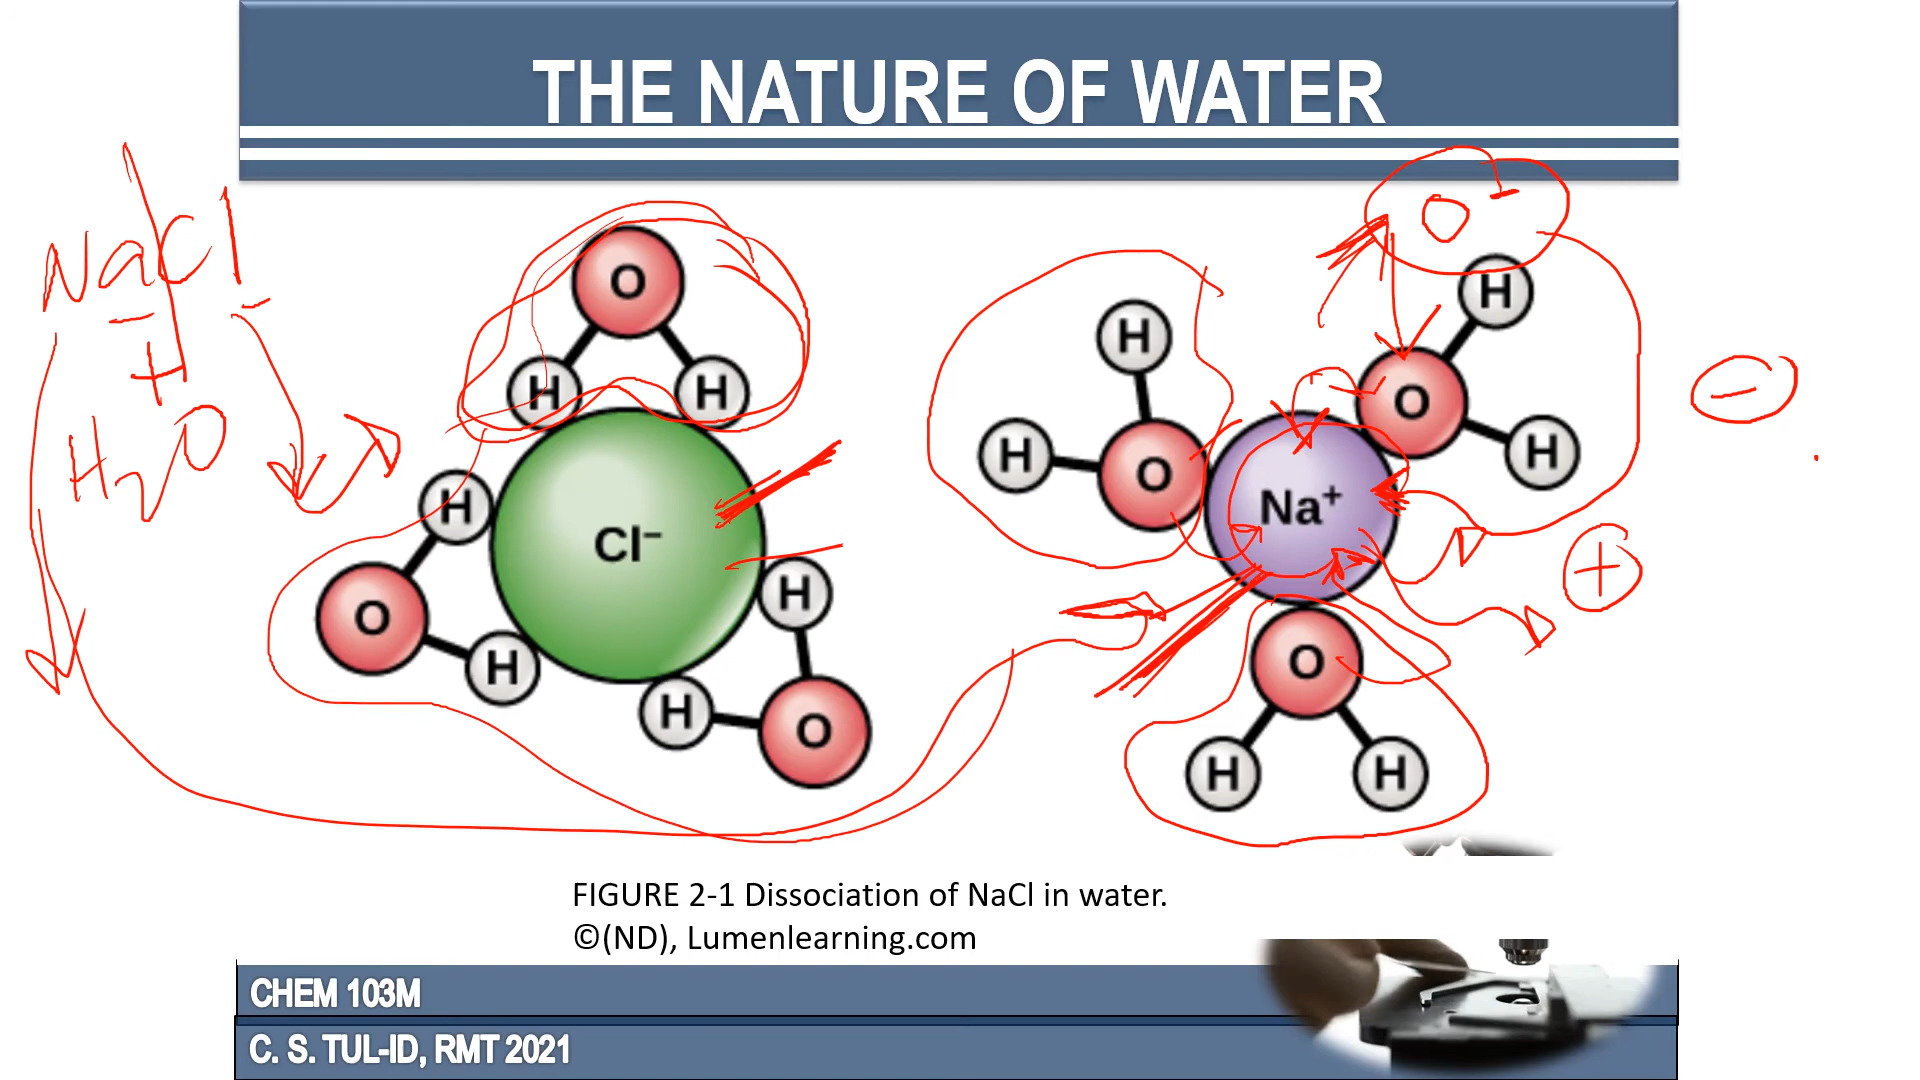 THE NATURE OF WATER
NaCl
+
H2O
O
H
H
Cl⁻
H
O
H
H
H
O
O⁻
H
H
O
H
O
H
Na⁺
O
H
H
−
+
FIGURE 2-1 Dissociation of NaCl in water.
©(ND), Lumenlearning.com
CHEM 103M
C. S. TUL-ID, RMT 2021